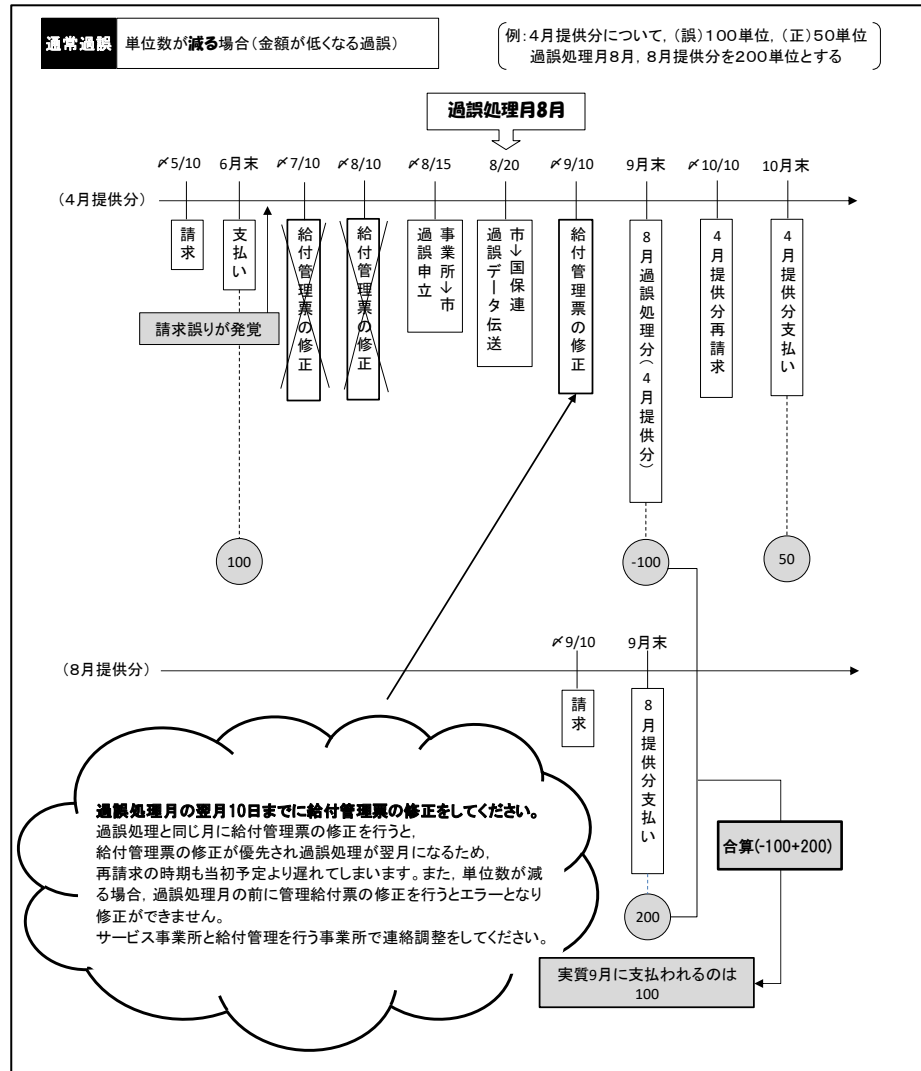 通常過誤 単位数が減る場合(金額が低くなる過誤)
例:4月提供分について,(誤)100単位,(正)50単位
過誤処理月8月,8月提供分を200単位とする
過誤処理月8月
〆5/10 6月末 〆7/10 〆8/10 〆8/15 8/20 〆9/10 9月末 〆10/10 10月末
(4月提供分)
請求
支払い
給付管理票の修正
給付管理票の修正
事業所→市
過誤申立
市→国保連
過誤データ伝送
給付管理票の修正
8月過誤処理分(4月提供分)
4月提供分再請求
4月提供分支払い
請求誤りが発覚
100
-100
50
〆9/10 9月末
(8月提供分)
請求
8月提供分支払い
過誤処理月の翌月10日までに給付管理票の修正をしてください。
過誤処理と同じ月に給付管理票の修正を行うと,
給付管理票の修正が優先され過誤処理が翌月になるため,
再請求の時期も当初予定より遅れてしまいます。また,単位数が減
る場合,過誤処理月の前に管理給付票の修正を行うとエラーとなり
修正ができません。
サービス事業所と給付管理を行う事業所で連絡調整をしてください。
合算(-100+200)
200
実質9月に支払われるのは
100